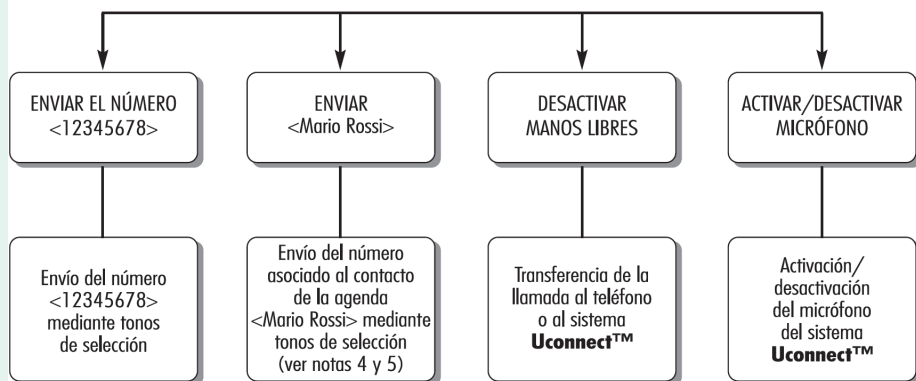 ENVIAR EL NÚMERO
<12345678>
ENVIAR
<Mario Rossi>
DESACTIVAR
MANOS LIBRES
ACTIVAR/DESACTIVAR
MICRÓFONO
Envío del número
<12345678>
mediante tonos
de selección
Envío del número
asociado al contacto
de la agenda
<Mario Rossi> mediante
tonos de selección
(ver notas 4 y 5)
Transferencia de la
llamada al teléfono
o al sistema
Uconnect™
Activación/
desactivación
del micrófono
del sistema
Uconnect™